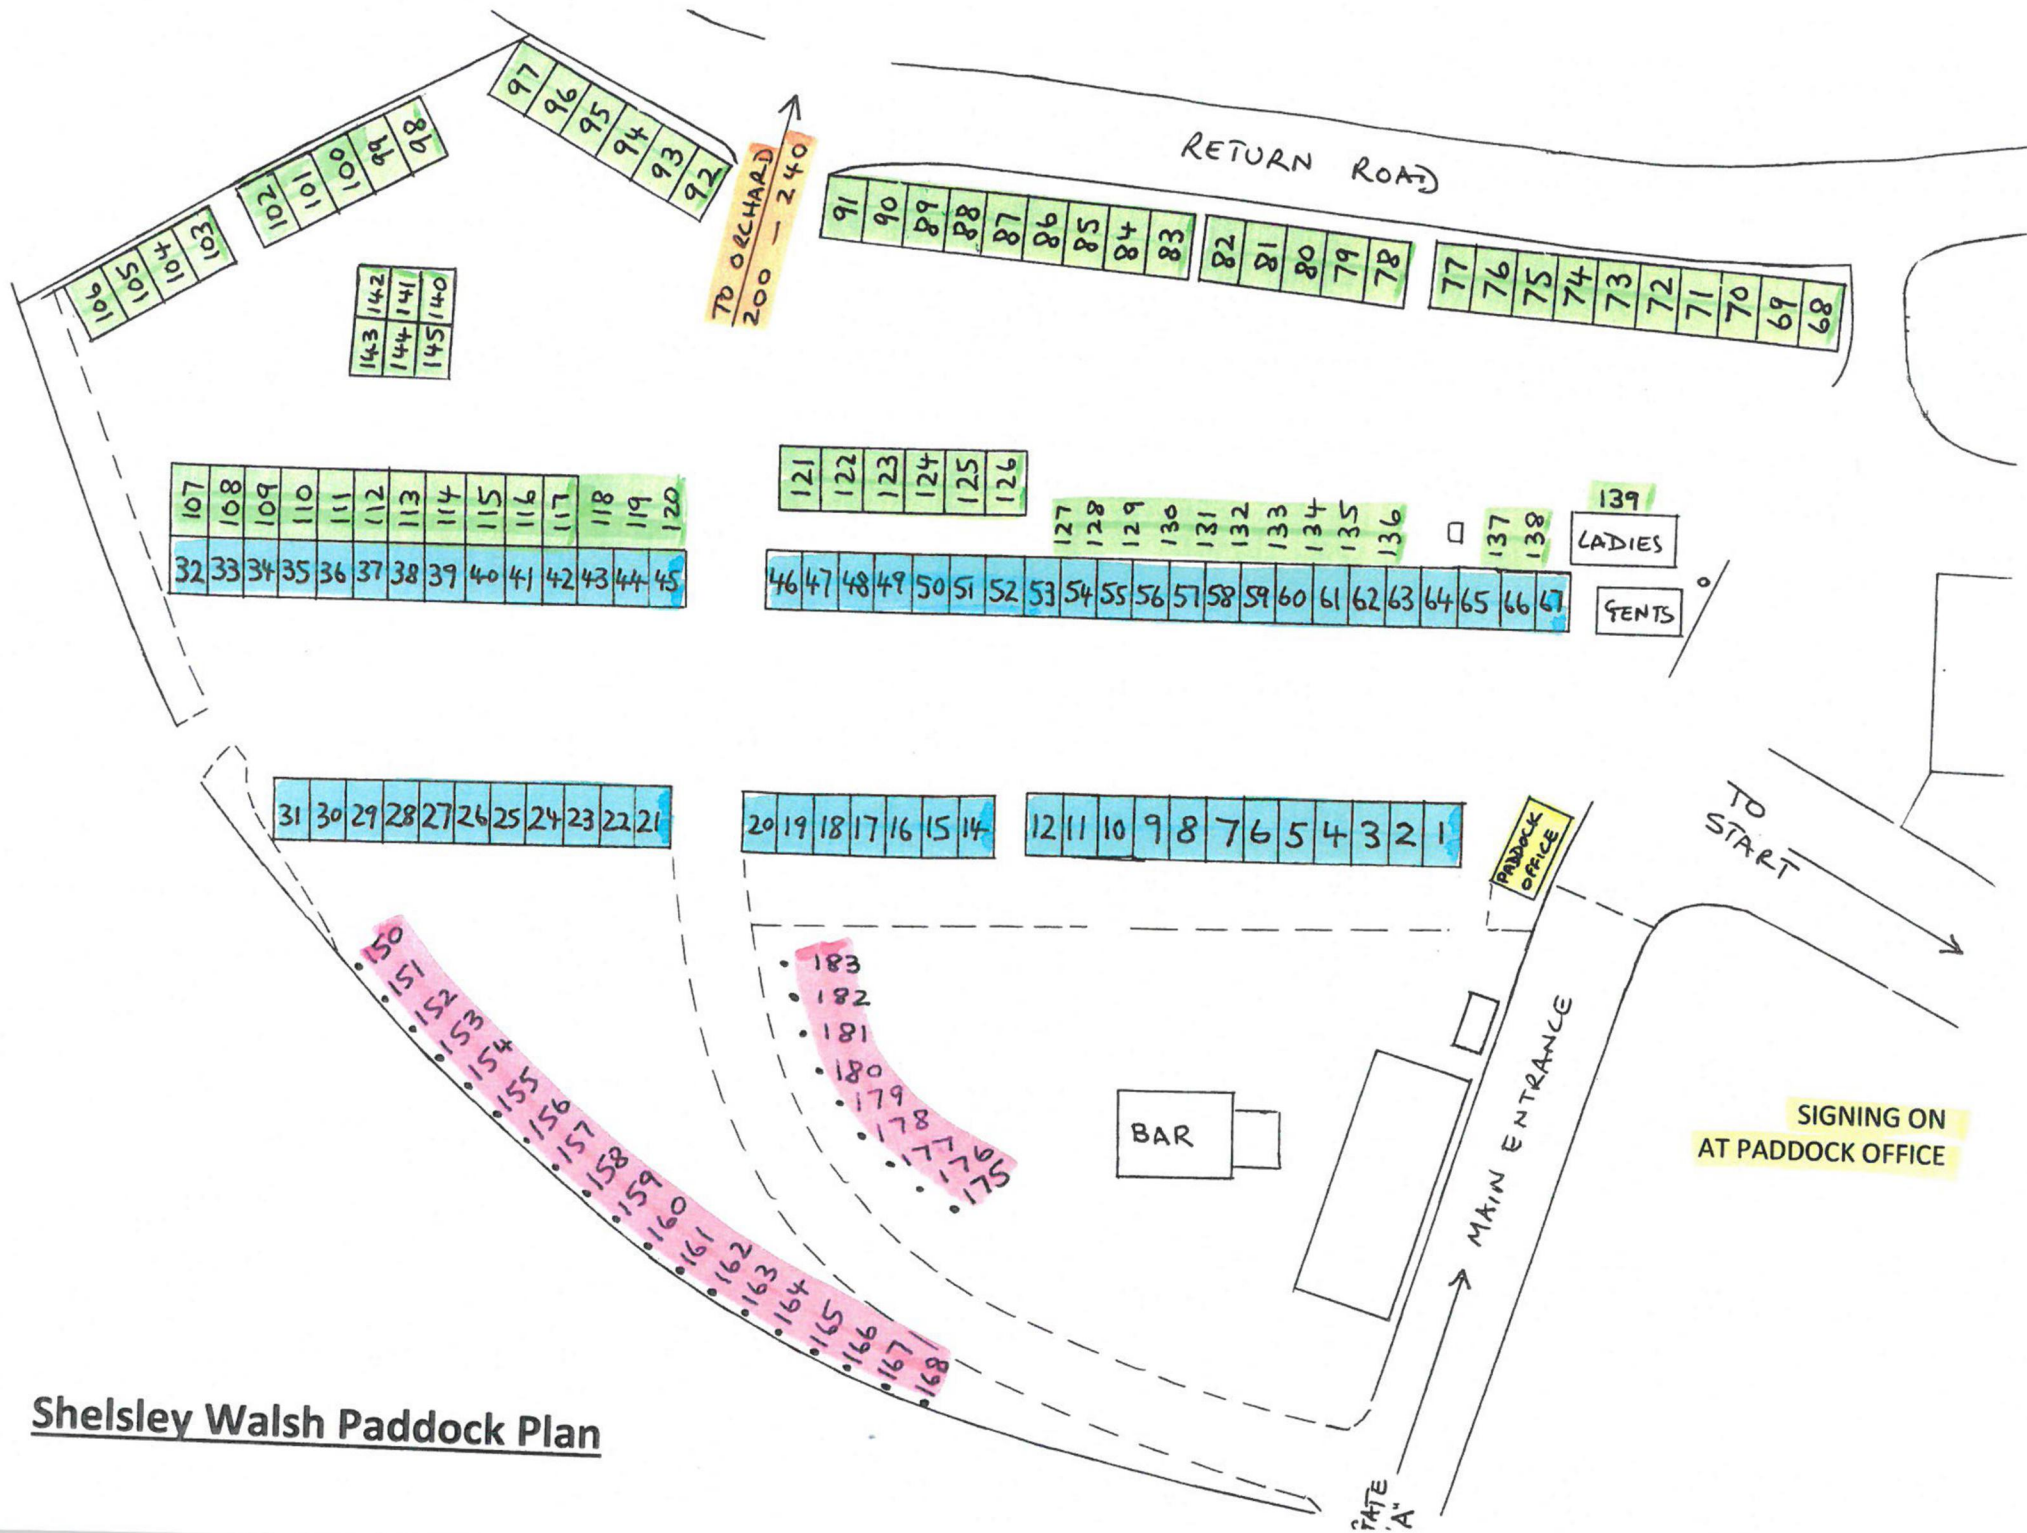 97 96 95 94 93 92
98
99
100
101
102
103
104
105
106
TO ORCHARD
200 — 240
RETURN ROAD
91 90 89 88 87 86 85 84 83 82 81 80 79 78 77 76 75 74 73 72 71 70 69 68
142 141 140
143 144 145
107 108 109 110 111 112 113 114 115 116 117 118 119 120
121 122 123 124 125 126
127 128 129 130 131 132 133 134 135 136
137 138
139
LADIES
32 33 34 35 36 37 38 39 40 41 42 43 44 45
46 47 48 49 50 51 52 53 54 55 56 57 58 59 60 61 62 63 64 65 66 67
GENTS
31 30 29 28 27 26 25 24 23 22 21
20 19 18 17 16 15 14
12 11 10 9 8 7 6 5 4 3 2 1
PADDOCK
OFFICE
TO
START
150
151
152
153
154
155
156
157
158
159
160
161
162
163
164
165
166
167
168
183
182
181
180
179
178
177
176
175
BAR
MAIN ENTRANCE
SIGNING ON
AT PADDOCK OFFICE
Shelsley Walsh Paddock Plan
GATE
"A"